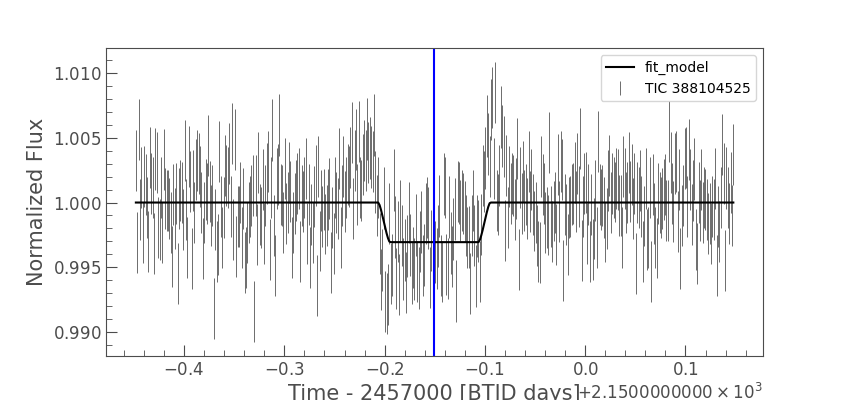 1.010
1.005
1.000
0.995
0.990
Normalized Flux
fit_model
TIC 388104525
−0.4 −0.3 −0.2 −0.1 0.0 0.1
Time - 2457000 [BTJD days]
+2.1500000000 × 10³